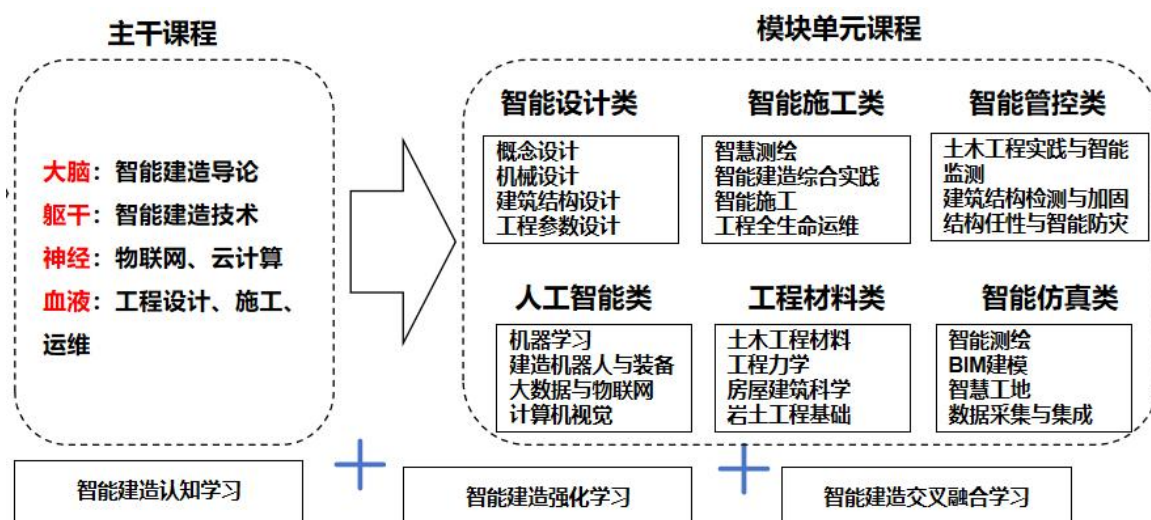 主干课程
大脑：智能建造导论
躯干：智能建造技术
神经：物联网、云计算
血液：工程设计、施工、
运维
模块单元课程
智能设计类
概念设计
机械设计
建筑结构设计
工程参数设计
智能施工类
智慧测绘
智能建造综合实践
智能施工
工程全生命运维
智能管控类
土木工程实践与智能
监测
建筑结构检测与加固
结构任性与智能防灾
人工智能类
机器学习
建造机器人与装备
大数据与物联网
计算机视觉
工程材料类
土木工程材料
工程力学
房屋建筑科学
岩土工程基础
智能仿真类
智能测绘
BIM建模
智慧工地
数据采集与集成
智能建造认知学习
智能建造强化学习
智能建造交叉融合学习